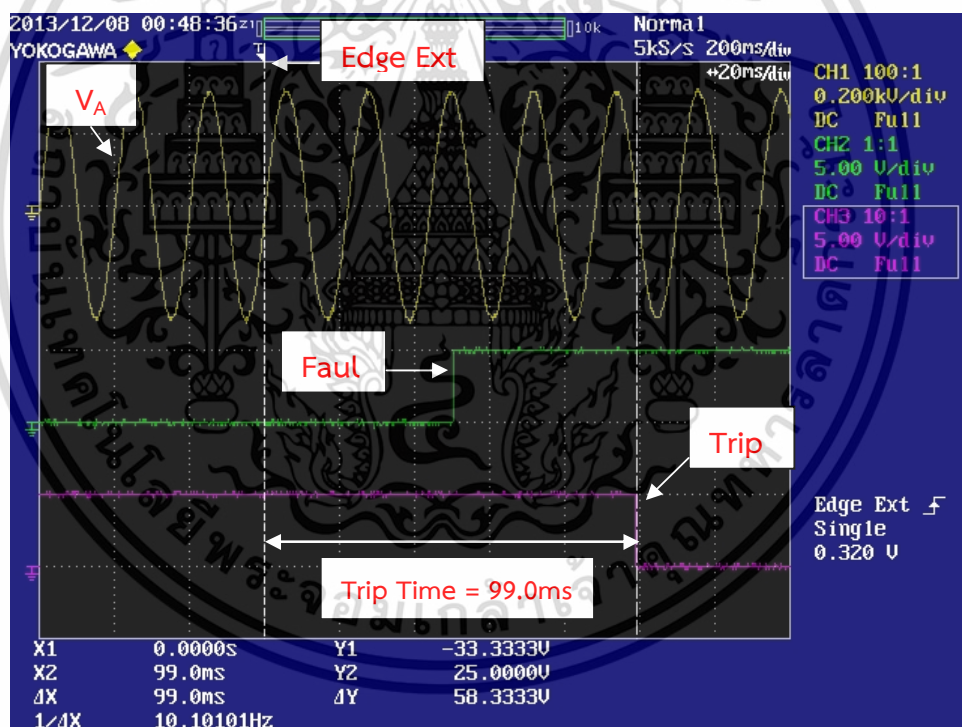 2013/12/08 00:48:36
10k
Normal
YOKOGAWA
5kS/s 200ms/div
20ms/div
Edge Ext
VA
CH1 100:1
0.200kV/div
DC Full
CH2 1:1
5.00 V/div
DC Full
CH3 10:1
5.00 V/div
DC Full
Faul
Trip
Edge Ext
Single
0.320 V
Trip Time = 99.0ms
X1 0.0000s Y1 -33.3333V
X2 99.0ms Y2 25.0000V
ΔX 99.0ms ΔY 58.3333V
1/ΔX 10.10101Hz